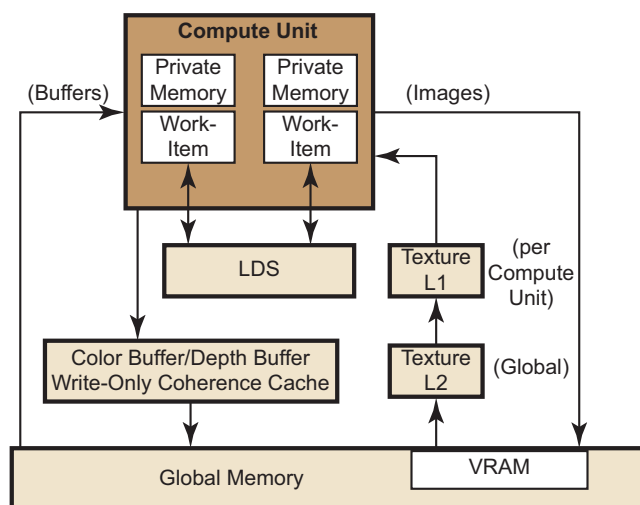 Compute Unit
Private
Memory
Private
Memory
(Buffers)
(Images)
Work-
Item
Work-
Item
LDS
Texture
L1
(per
Compute
Unit)
Color Buffer/Depth Buffer
Write-Only Coherence Cache
Texture
L2
(Global)
Global Memory
VRAM